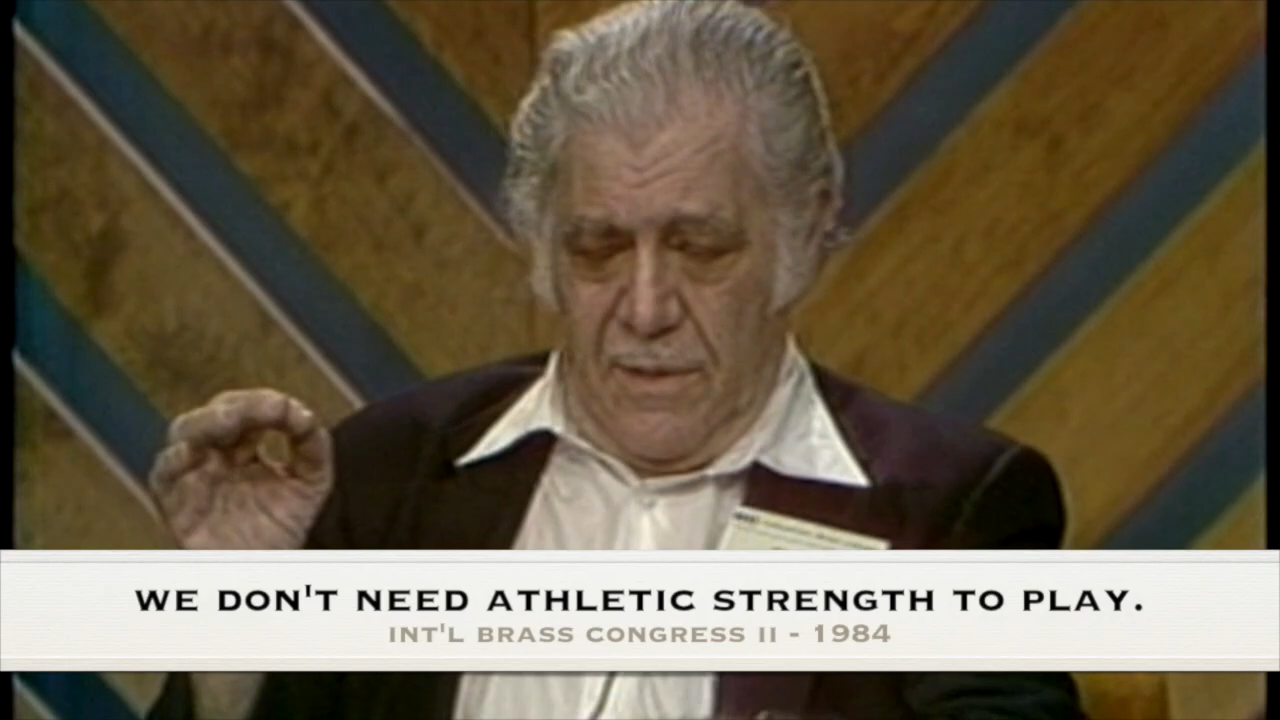 WE DON'T NEED ATHLETIC STRENGTH TO PLAY.
INT'L BRASS CONGRESS II - 1984